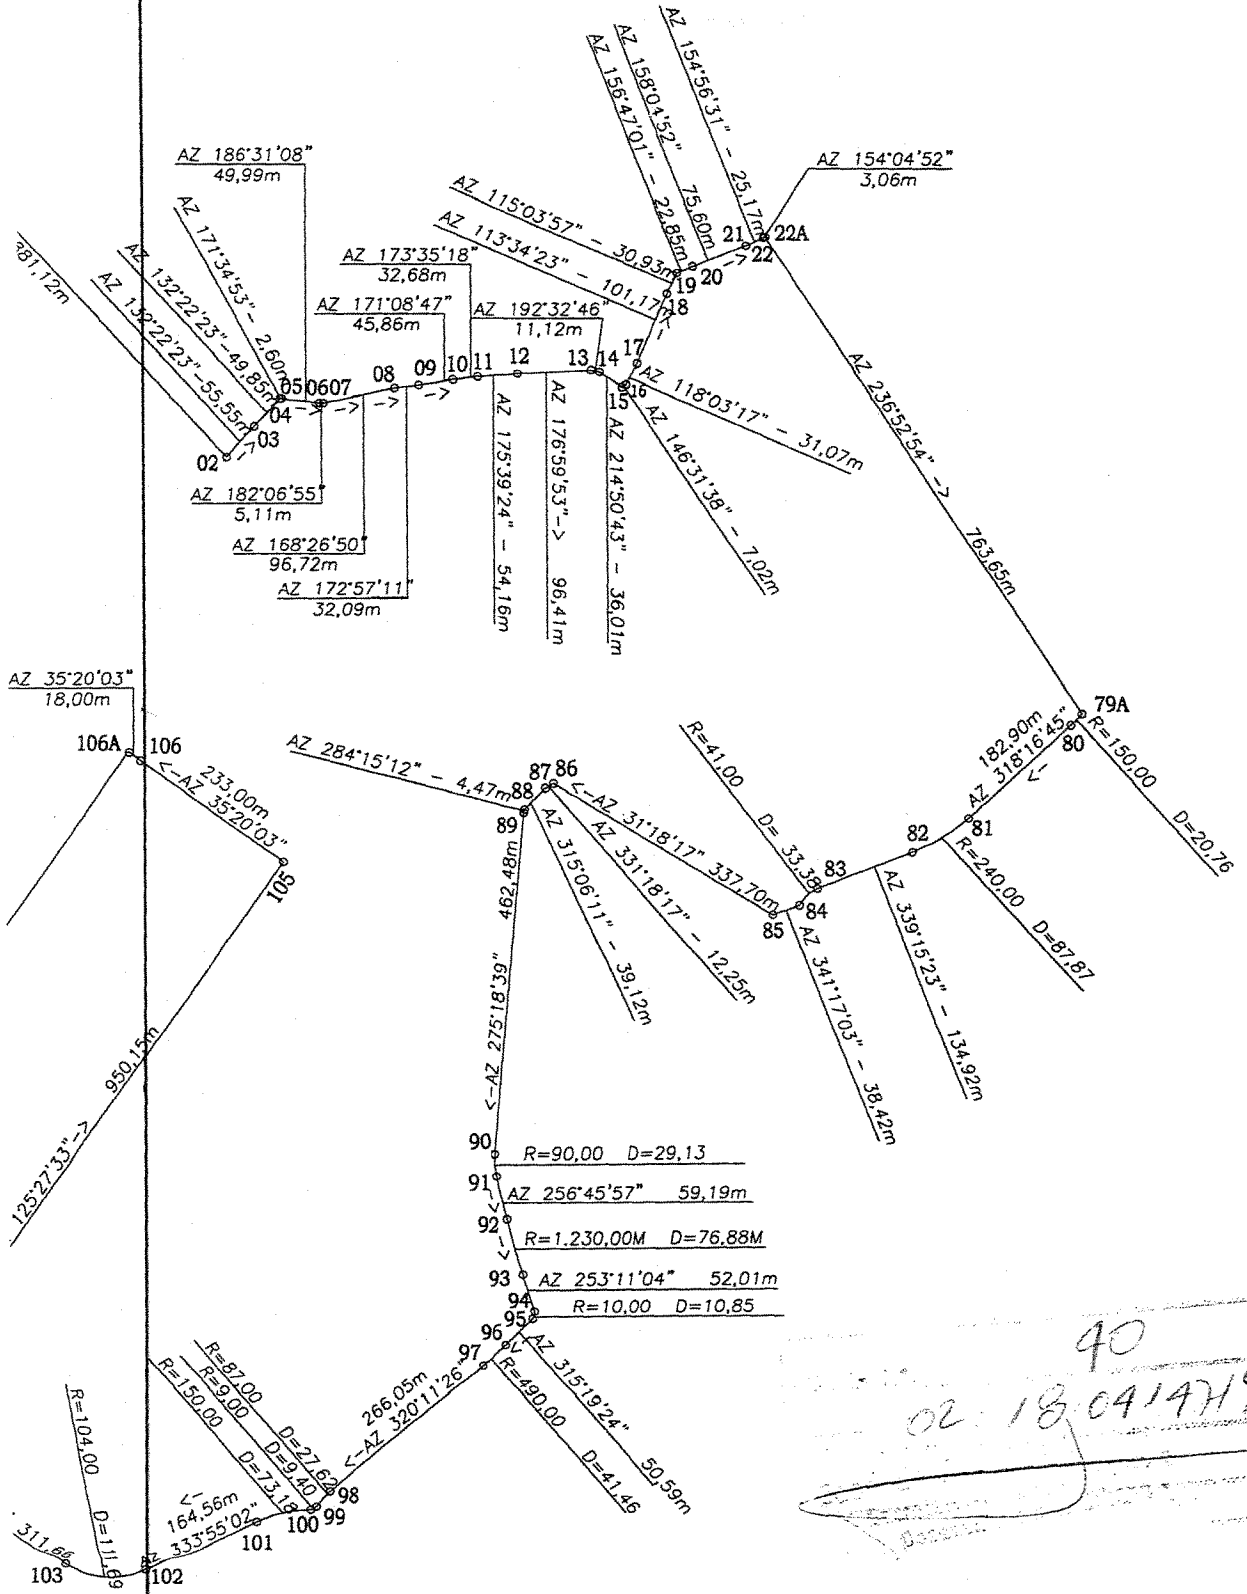 AZ 154°56'31" - 25,17m
AZ 158°04'52" 75,60m
AZ 156°47'01" - 22,85m
AZ 154°04'52"
3,06m
AZ 186°31'08"
49,99m
AZ 115°03'57" - 30,93m
AZ 113°34'23" - 101,17m
AZ 171°34'53" - 2,60m
AZ 173°35'18"
32,68m
AZ 132°22'23" - 49,85m
AZ 132°22'23" - 55,55m
381,12m
AZ 171°08'47"
45,86m
AZ 192°32'46"
11,12m
21
22
22A
20
19
18
17
16
15
14
13
12
11
10
09
08
07
06
05
04
03
02
AZ 118°03'17" - 31,07m
AZ 146°31'38" - 7,02m
AZ 214°50'43" - 36,01m
AZ 176°59'53"-> 96,41m
AZ 175°39'24" - 54,16m
AZ 182°06'55"
5,11m
AZ 168°26'50"
96,72m
AZ 172°57'11"
32,09m
AZ 236°52'54" -> 763,65m
AZ 35°20'03"
18,00m
106A
106
233,00m
<-AZ 35°20'03"
105
950,15m
125°27'33"->
79A
80
R=150,00 D=20,76
182,90m
AZ 318°16'45"
81
82
R=240,00 D=87,87
83
84
85
R=41,00 D= 33,38
AZ 339°15'23" - 134,92m
AZ 341°17'03" - 38,42m
<-AZ 31°18'17" 337,70m
86
87
88
89
AZ 284°15'12" - 4,47m
AZ 331°18'17" - 12,25m
AZ 315°06'11" - 39,12m
<-AZ 275°18'39" 462,48m
90
R=90,00 D=29,13
91
AZ 256°45'57" 59,19m
92
R=1.230,00M D=76,88M
93
AZ 253°11'04" 52,01m
94
R=10,00 D=10,85
95
96
97
AZ 315°19'24" 50,59m
R=490,00 D=41,46
266,05m
<-AZ 320°11'26"
R=87,00 D=27,62
R=9,00 D=9,40
R=150,00 D=73,18
98
99
100
101
164,56m
AZ 333°55'02"
102
R=104,00 D=111,69
103
311,66
40
02